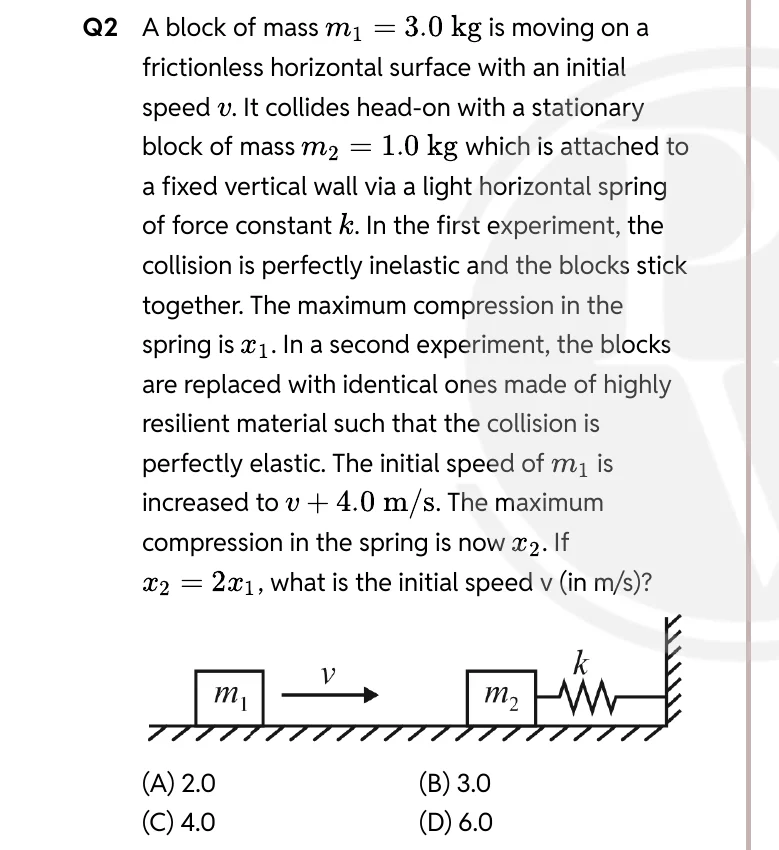 Q2 A block of mass m₁ = 3.0 kg is moving on a
frictionless horizontal surface with an initial
speed v. It collides head-on with a stationary
block of mass m₂ = 1.0 kg which is attached to
a fixed vertical wall via a light horizontal spring
of force constant k. In the first experiment, the
collision is perfectly inelastic and the blocks stick
together. The maximum compression in the
spring is x₁. In a second experiment, the blocks
are replaced with identical ones made of highly
resilient material such that the collision is
perfectly elastic. The initial speed of m₁ is
increased to v + 4.0 m/s. The maximum
compression in the spring is now x₂. If
x₂ = 2x₁, what is the initial speed v (in m/s)?
m₁ v m₂ k
(A) 2.0 (B) 3.0
(C) 4.0 (D) 6.0